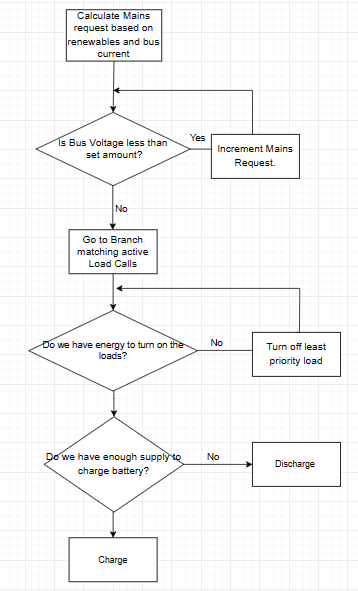 Calculate Mains
request based on
renewables and bus
current
Is Bus Voltage less than
set amount?
Yes
Increment Mains
Request.
No
Go to Branch
matching active
Load Calls
Do we have energy to turn on the
loads?
No
Turn off least
priority load
Do we have enough supply to
charge battery?
No
Discharge
Charge